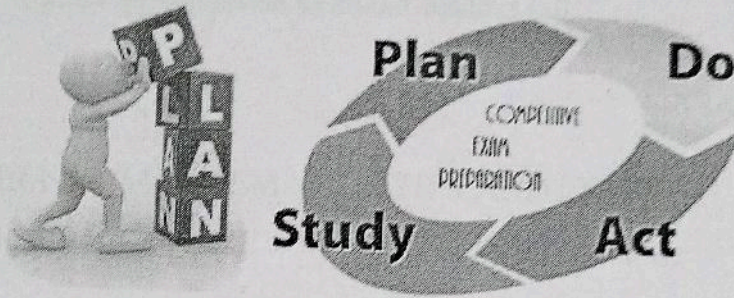 P
L
A
N
P
L
A
N
Plan
Do
COMPETITIVE
EXAM
PREPARATION
Study
Act